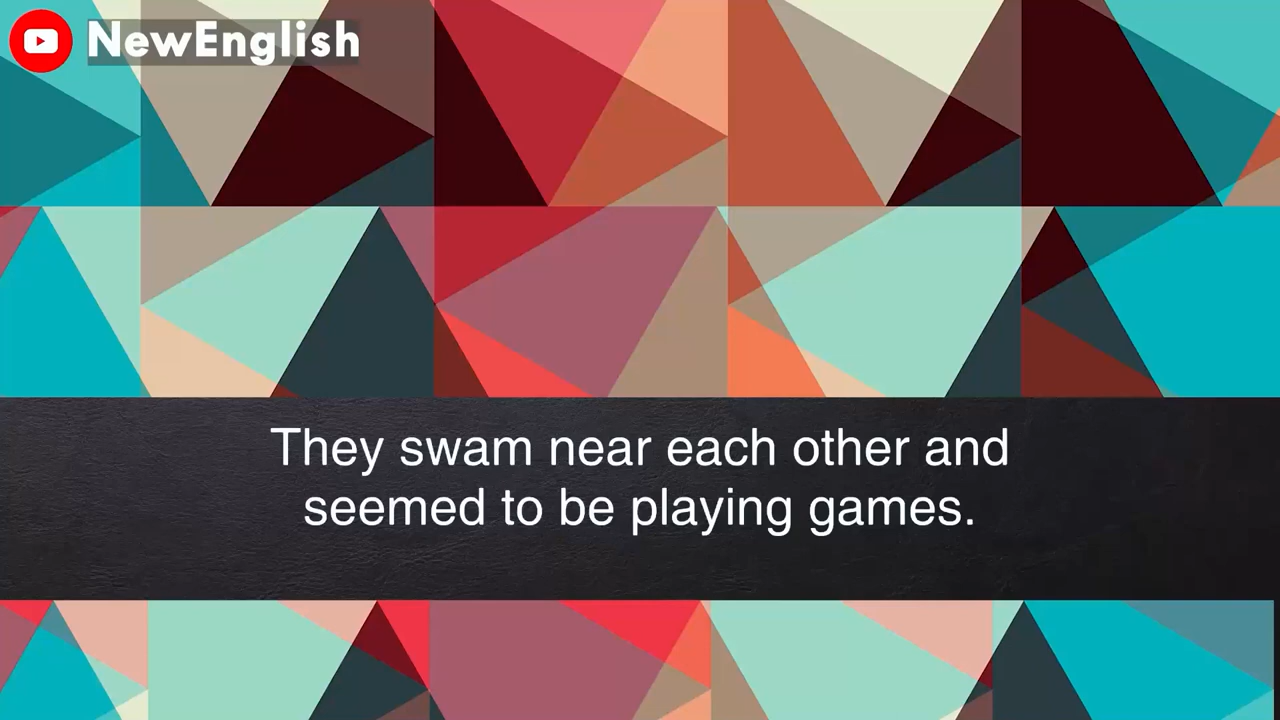 NewEnglish
They swam near each other and
seemed to be playing games.